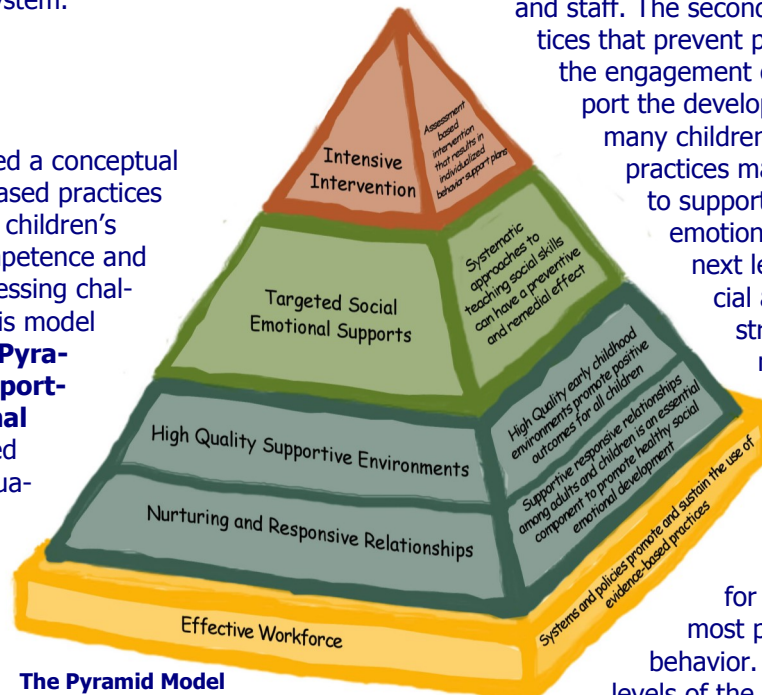 ystem.
ed a conceptual
ased practices
children's
petence and
essing chal-
is model
Pyra-
port-
nal
ed
ua-
and staff. The second
tices that prevent p
the engagement
port the develop
many children
practices ma
to support
emotion
next le
cial a
str
Intensive
Intervention
Assessment
based
intervention
that results in
individualized
behavior support plans
Targeted Social
Emotional Supports
Systematic
approaches to
teaching social skills
can have a preventive
and remedial effect
High Quality Supportive Environments
High Quality early childhood
environments promote positive
outcomes for all children
Nurturing and Responsive Relationships
Supportive responsive relationships
among adults and children is an essential
component to promote healthy social
emotional development
Effective Workforce
Systems and policies promote and sustain the use of
evidence-based practices
The Pyramid Model
for
most p
behavior.
levels of the